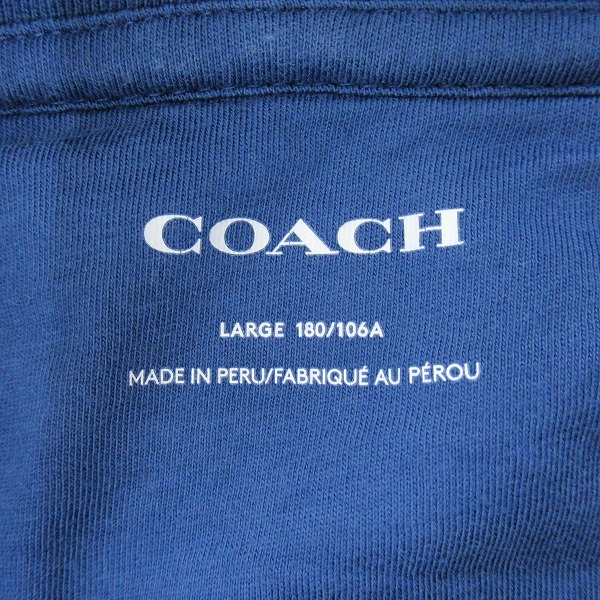 COACH
LARGE 180/106A
MADE IN PERU/FABRIQUÉ AU PÉROU